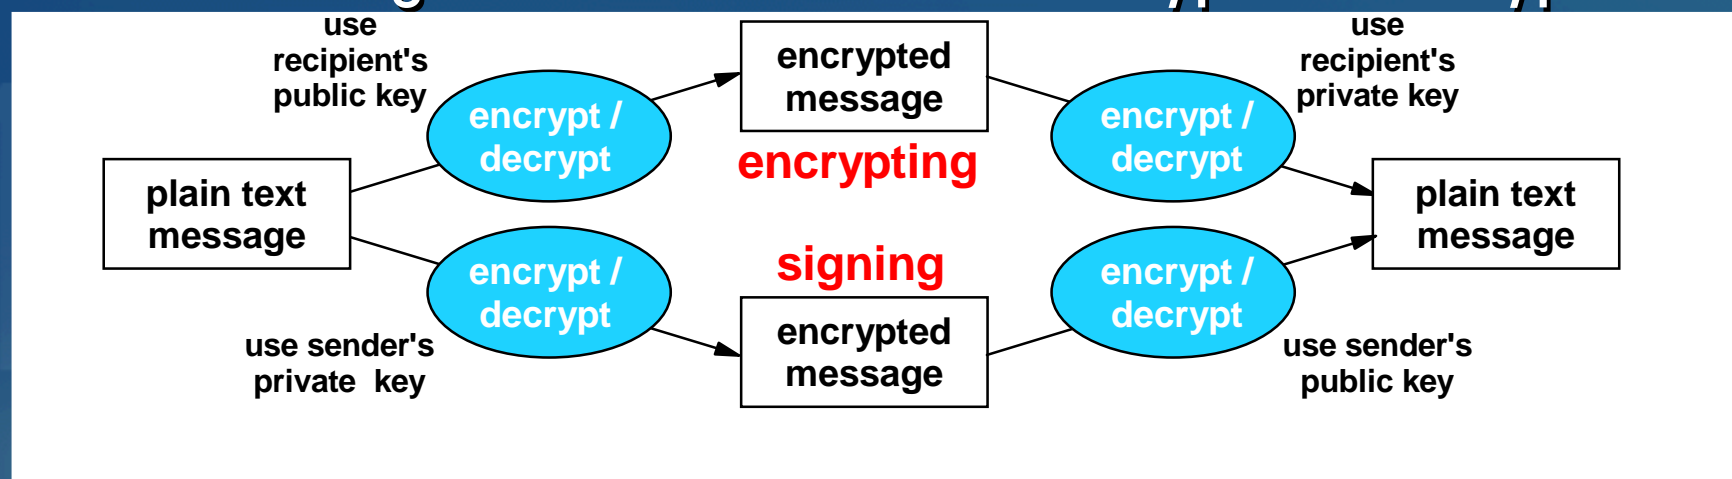 use
recipient's
public key
encrypt /
decrypt
encrypted
message
encrypt /
decrypt
use
recipient's
private key
encrypting
plain text
message
plain text
message
signing
encrypt /
decrypt
encrypted
message
encrypt /
decrypt
use sender's
private  key
use sender's
public key